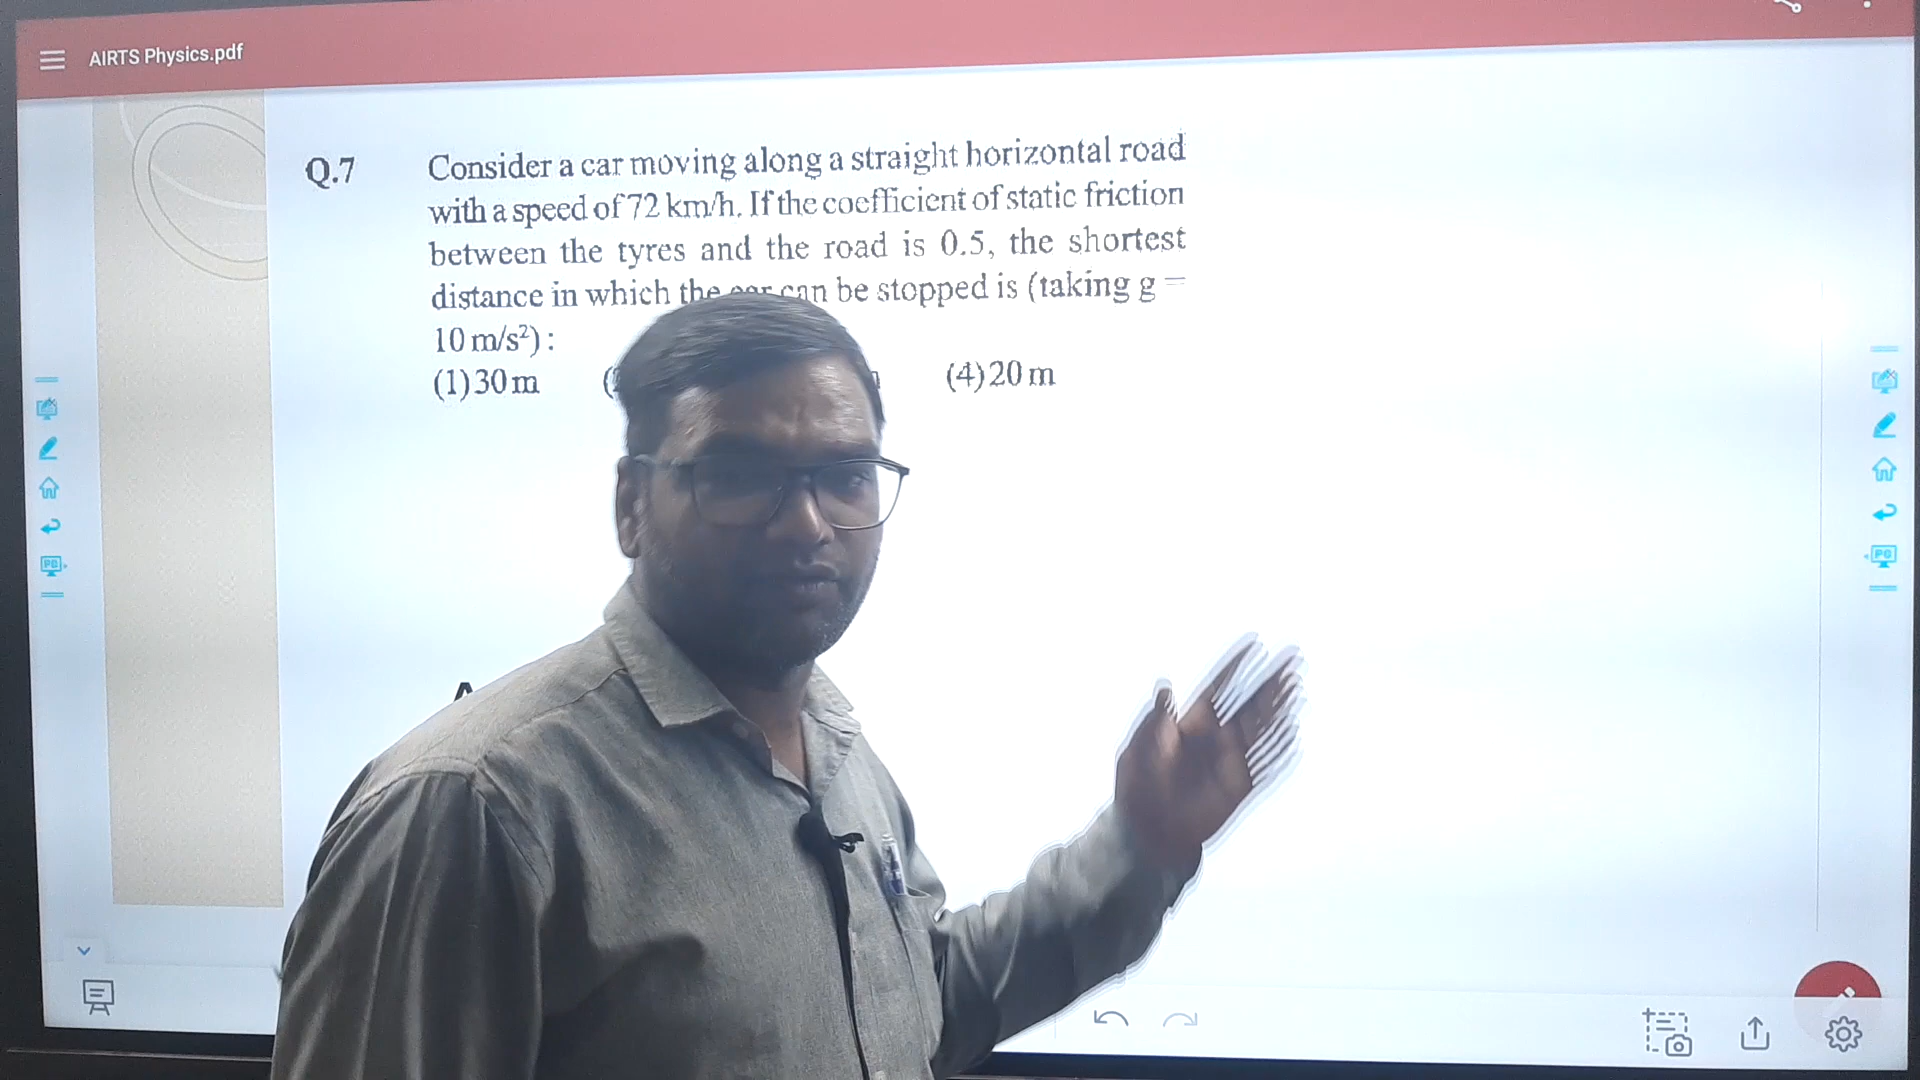 AIRTS Physics.pdf
Q.7 Consider a car moving along a straight horizontal road
with a speed of 72 km/h. If the coefficient of static friction
between the tyres and the road is 0.5, the shortest
distance in which the car can be stopped is (taking g =
10 m/s²) :
(1) 30 m (4) 20 m